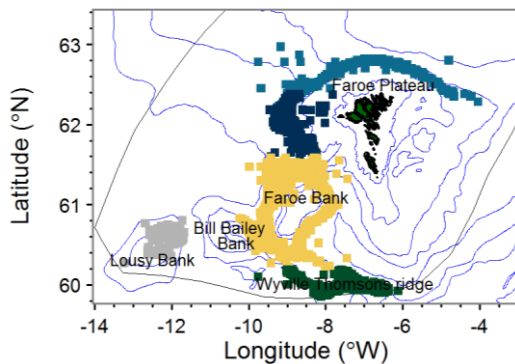 63
62
61
60
Latitude (°N)
Faroe Plateau
Faroe Bank
Bill Bailey
Bank
Lousy Bank
Wyville Thomsons ridge
-14
-12
-10
-8
-6
-4
Longitude (°W)